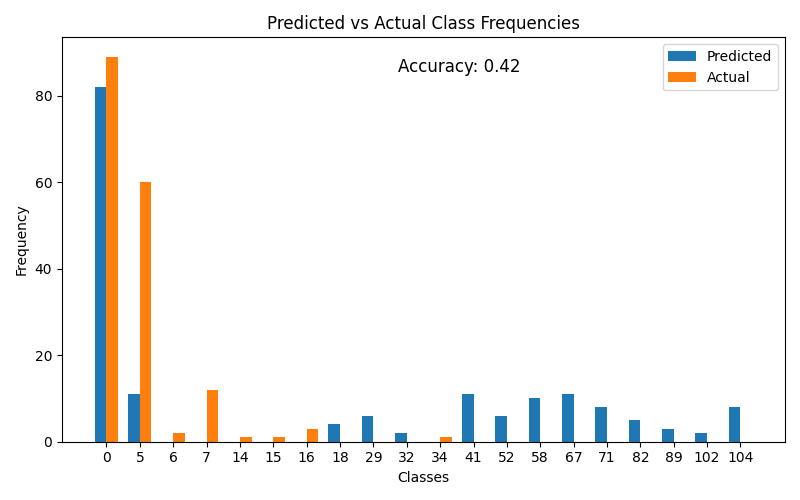 Predicted vs Actual Class Frequencies
Accuracy: 0.42
Predicted
Actual
Frequency
80
60
40
20
0
0 5 6 7 14 15 16 18 29 32 34 41 52 58 67 71 82 89 102 104
Classes